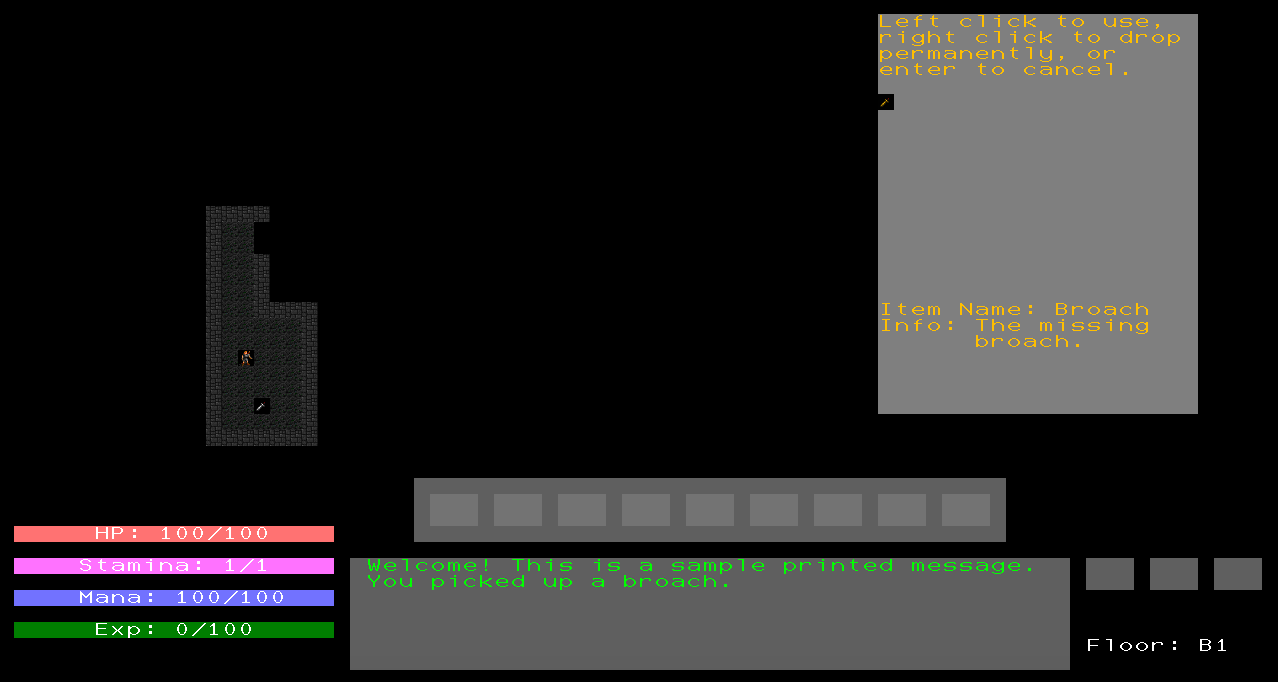 Left click to use,
right click to drop
permanently, or
enter to cancel.
Item Name: Broach
Info: The missing
broach.
HP: 100/100
Stamina: 1/1
Mana: 100/100
Exp: 0/100
Welcome! This is a sample printed message.
You picked up a broach.
Floor: B1